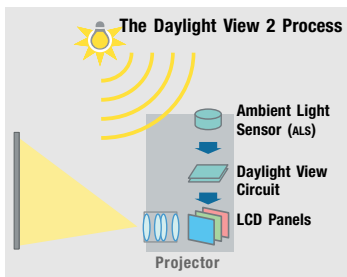 The Daylight View 2 Process
Ambient Light
Sensor (ALS)
Daylight View
Circuit
LCD Panels
Projector